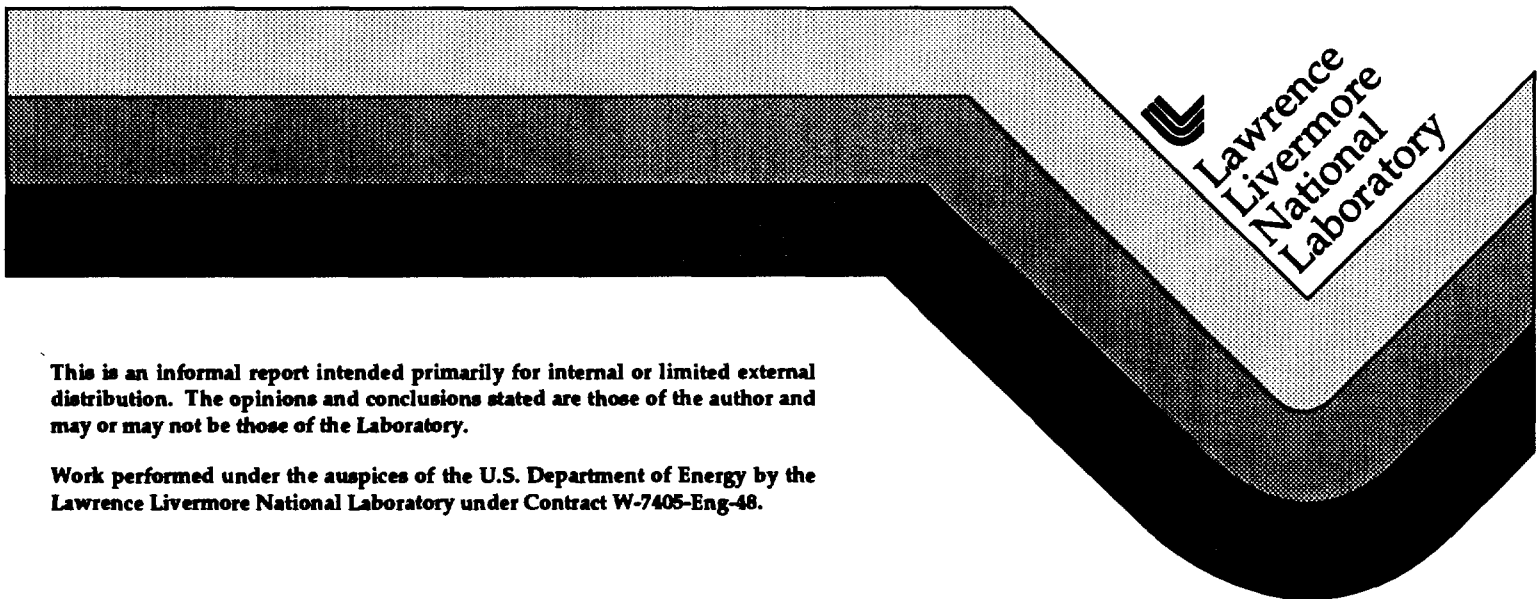 Lawrence
Livermore
National
Laboratory
This is an informal report intended primarily for internal or limited external
distribution. The opinions and conclusions stated are those of the author and
may or may not be those of the Laboratory.
Work performed under the auspices of the U.S. Department of Energy by the
Lawrence Livermore National Laboratory under Contract W-7405-Eng-48.